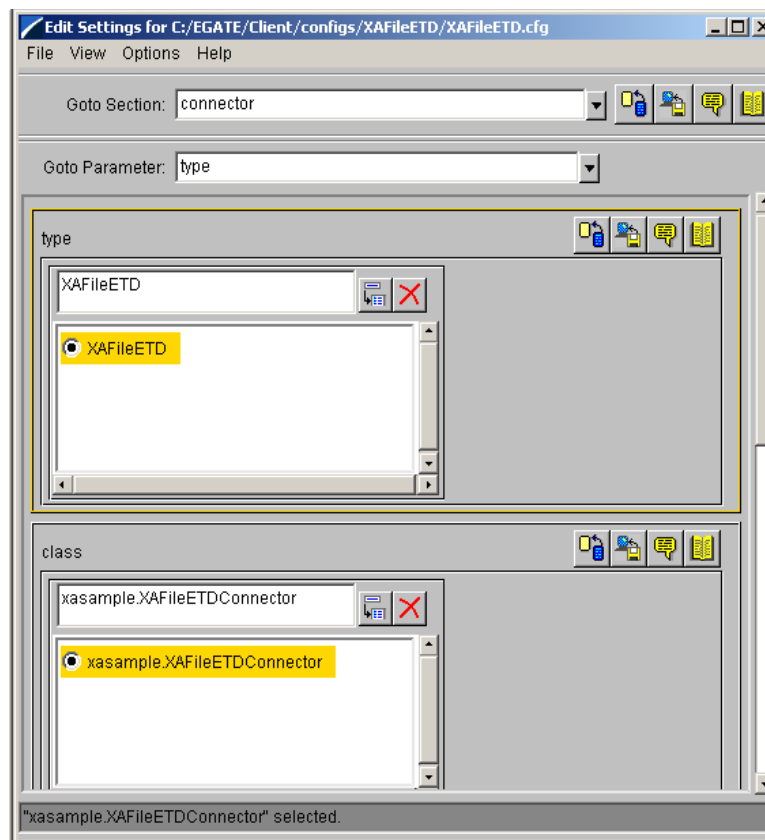 Edit Settings for C:/EGATE/Client/configs/XAFileETD/XAFileETD.cfg
File View Options Help
Goto Section: connector
Goto Parameter: type
type
XAFileETD
XAFileETD
class
xasample.XAFileETDConnector
xasample.XAFileETDConnector
"xasample.XAFileETDConnector" selected.